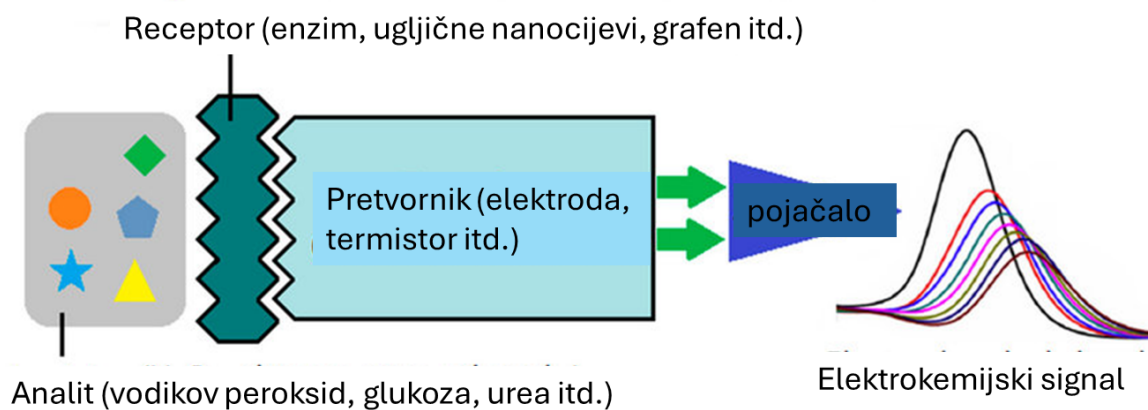 Receptor (enzim, ugljične nanocijevi, grafen itd.)
Pretvornik (elektroda,
termistor itd.)
pojačalo
Analit (vodikov peroksid, glukoza, urea itd.)
Elektrokemijski signal